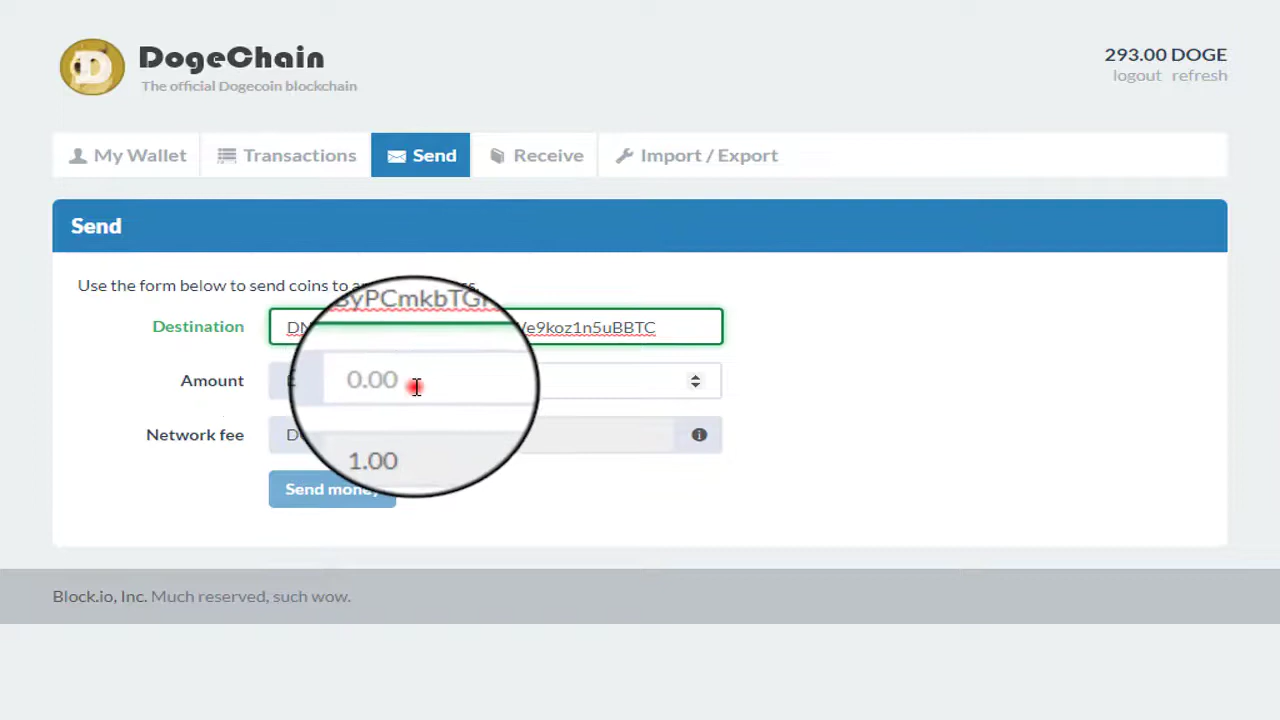 DogeChain
The official Dogecoin blockchain
293.00 DOGE
logout refresh
My Wallet
Transactions
Send
Receive
Import / Export
Send
Use the form below to send coins to
ByPCmkbTG
Destination
DN
e9koz1n5uBBTC
Amount
0.00
Network fee
1.00
Send money
Block.io, Inc. Much reserved, such wow.